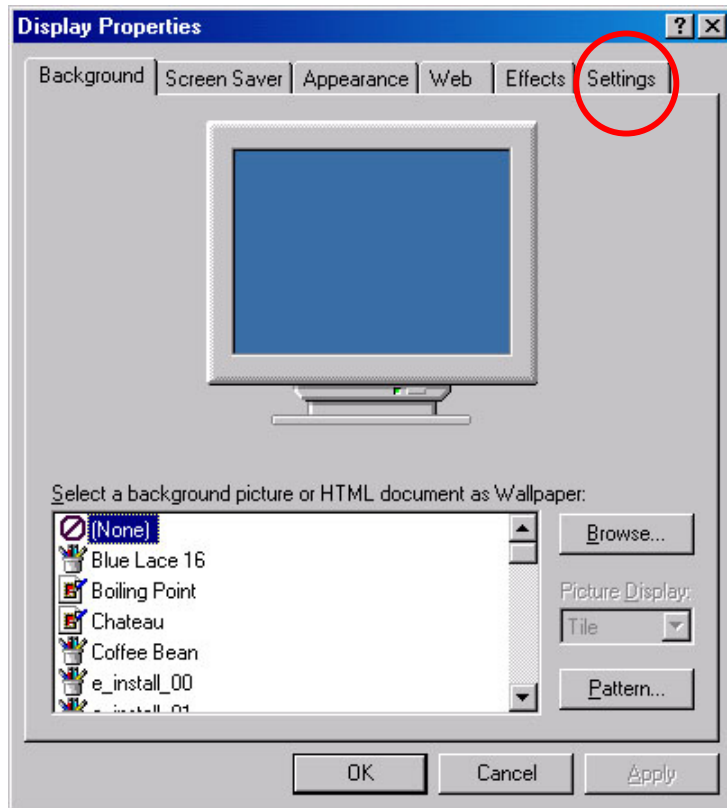 Display Properties
Background Screen Saver Appearance Web Effects Settings
Select a background picture or HTML document as Wallpaper:
(None)
Blue Lace 16
Boiling Point
Chateau
Coffee Bean
e_install_00
Browse...
Picture Display:
Tile
Pattern...
OK Cancel Apply